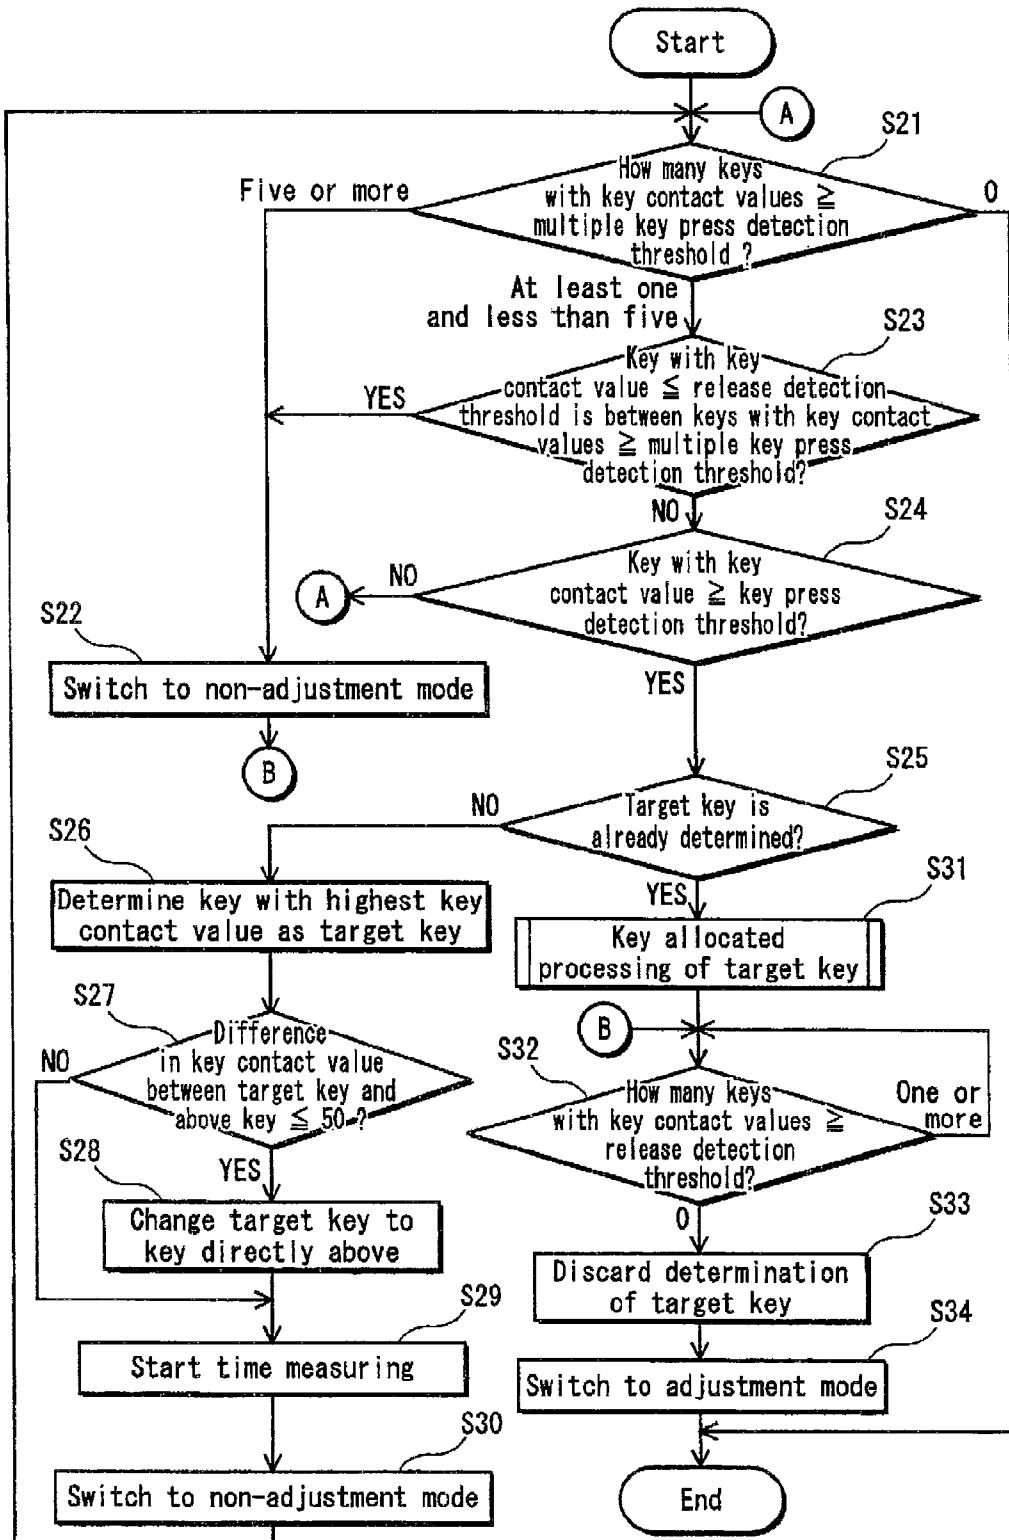 Start
A
S21
How many keys
with key contact values ≧
multiple key press detection
threshold ?
Five or more
0
At least one
and less than five
S23
Key with key
contact value ≦ release detection
threshold is between keys with key contact
values ≧ multiple key press
detection threshold?
YES
NO
S24
Key with key
contact value ≧ key press
detection threshold?
NO
A
YES
S22
Switch to non-adjustment mode
B
S25
Target key is
already determined?
NO
YES
S26
Determine key with highest key
contact value as target key
S31
Key allocated
processing of target key
S27
Difference
in key contact value
between target key and
above key ≦ 50 ?
NO
YES
B
S32
How many keys
with key contact values ≧
release detection
threshold?
One or
more
0
S28
Change target key to
key directly above
S33
Discard determination
of target key
S29
Start time measuring
S34
Switch to adjustment mode
S30
Switch to non-adjustment mode
End